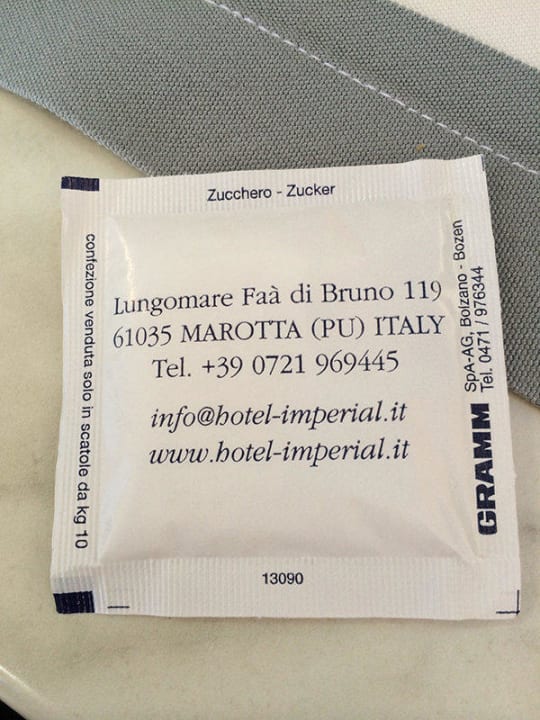 Zucchero - Zucker
Lungomare Faà di Bruno 119
61035 MAROTTA (PU) ITALY
Tel. +39 0721 969445
info@hotel-imperial.it
www.hotel-imperial.it
13090
confezione venduta solo in scatole da kg 10
GRAMM
SpA-AG, Bolzano - Bozen
Tel. 0471 / 976344